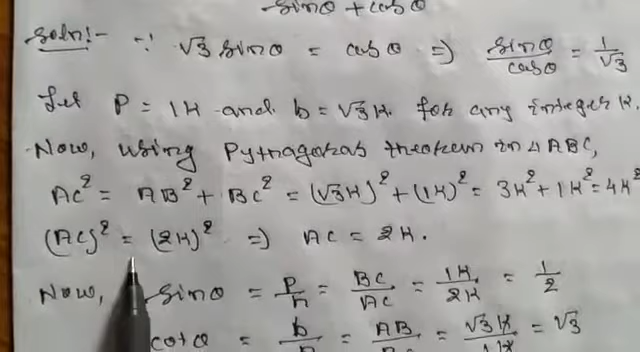 sinθ + cosθ
Soln:- ∵ √3 sinθ = cosθ => sinθ/cosθ = 1/√3
Let P = 1K and b = √3K for any integer K.
Now, using Pythagoras theorem in △ABC,
AC² = AB² + BC² = (√3K)² + (1K)² = 3K² + 1K² = 4K²
(AC)² = (2K)² => AC = 2K.
Now, sinθ = P/h = BC/AC = 1K/2K = 1/2
cotθ = b/P = AB/BC = √3K/1K = √3